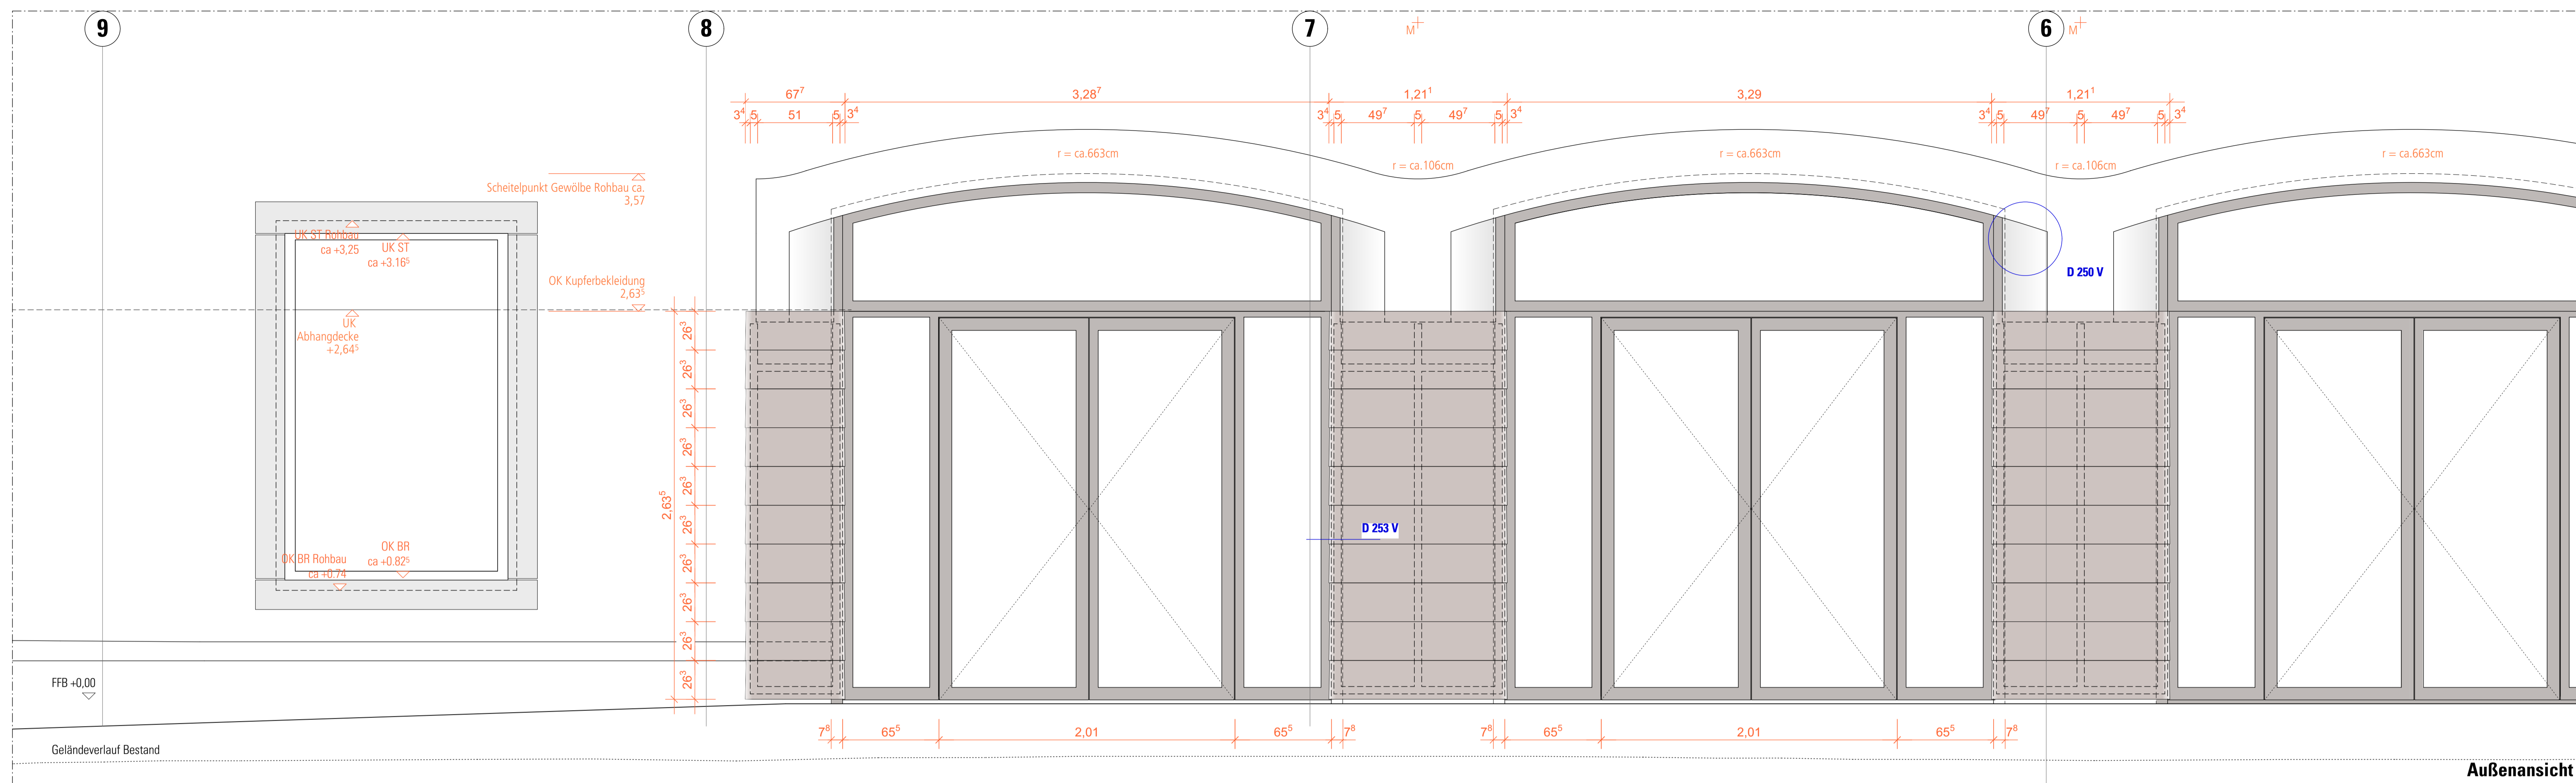 9
8
7
6
M
M
67⁷
3,28⁷
1,21¹
3,29
1,21¹
3⁴ 5 51 5 3⁴
3⁴ 5 49⁷ 5 49⁷ 5 3⁴
3⁴ 5 49⁷ 5 49⁷ 5 3⁴
r = ca.663cm
r = ca.106cm
r = ca.663cm
r = ca.106cm
r = ca.663cm
Scheitelpunkt Gewölbe Rohbau ca.
3,57
UK ST Rohbau
ca +3,25
UK ST
ca +3.16⁵
OK Kupferbekleidung
2,63⁵
UK
Abhangdecke
+2,64⁵
D 250 V
26³
26³
26³
26³
26³
26³
26³
26³
26³
26³
2,63⁵
D 253 V
OK BR Rohbau
ca +0.74
OK BR
ca +0.82⁵
FFB +0,00
7⁸ 65⁵ 2,01 65⁵ 7⁸
7⁸ 65⁵ 2,01 65⁵ 7⁸
Geländeverlauf Bestand
Außenansicht